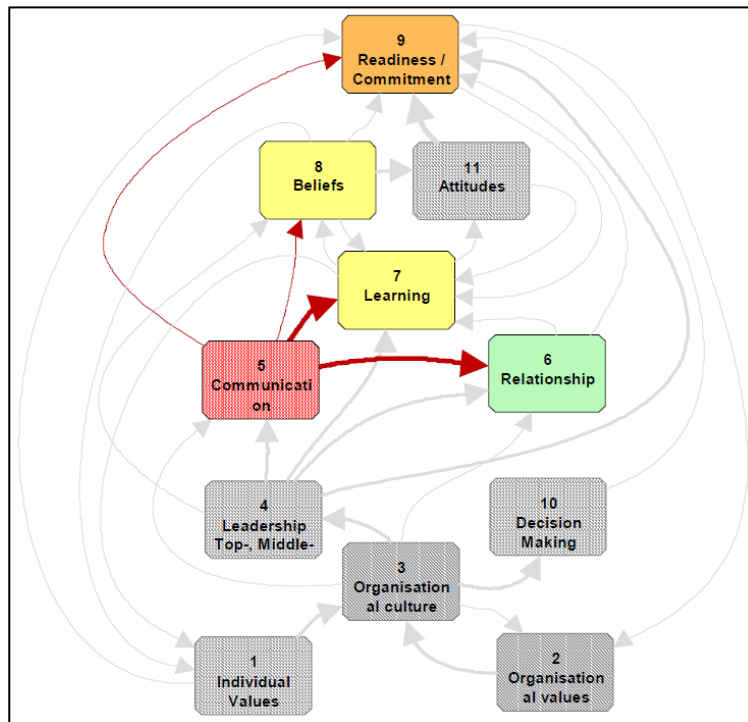 9
Readiness /
Commitment
8
Beliefs
11
Attitudes
7
Learning
5
Communicati
on
6
Relationship
4
Leadership
Top-, Middle-
10
Decision
Making
3
Organisation
al culture
1
Individual
Values
2
Organisation
al values